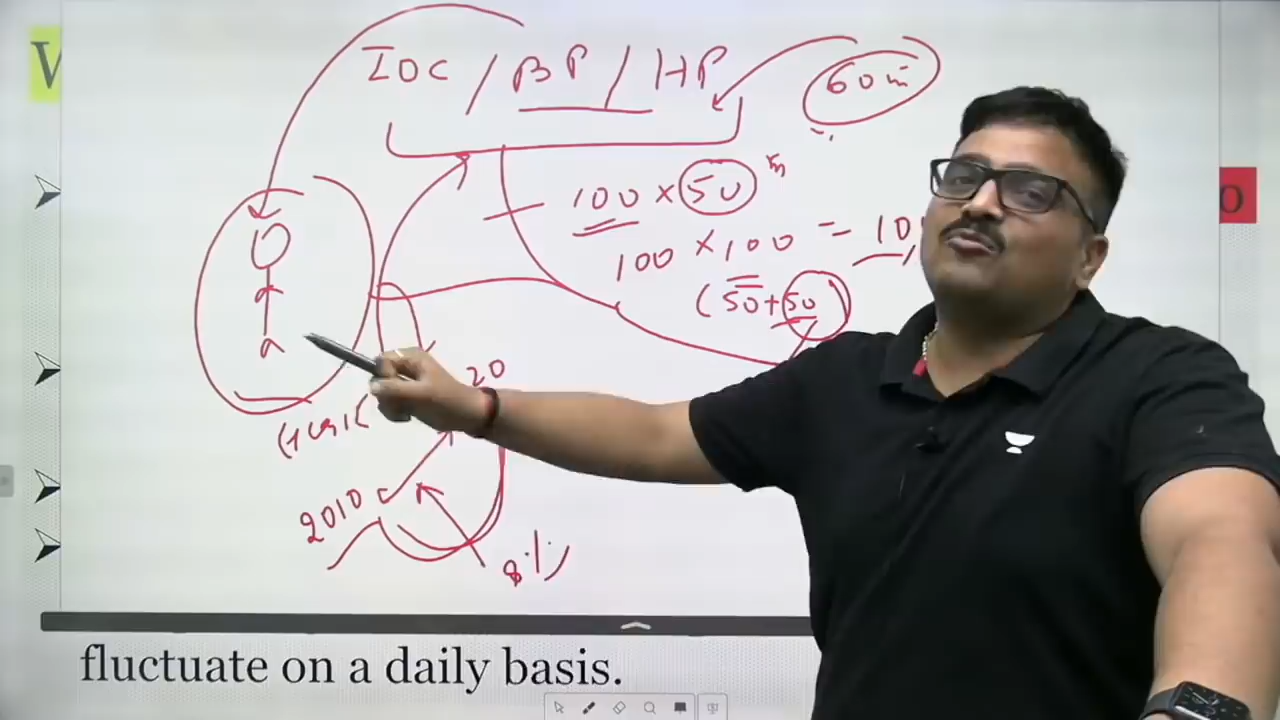 V
IOC / BP / HP
60
100 × 50
100 × 100 = 10
(50+50)
20
2010
8%
fluctuate on a daily basis.